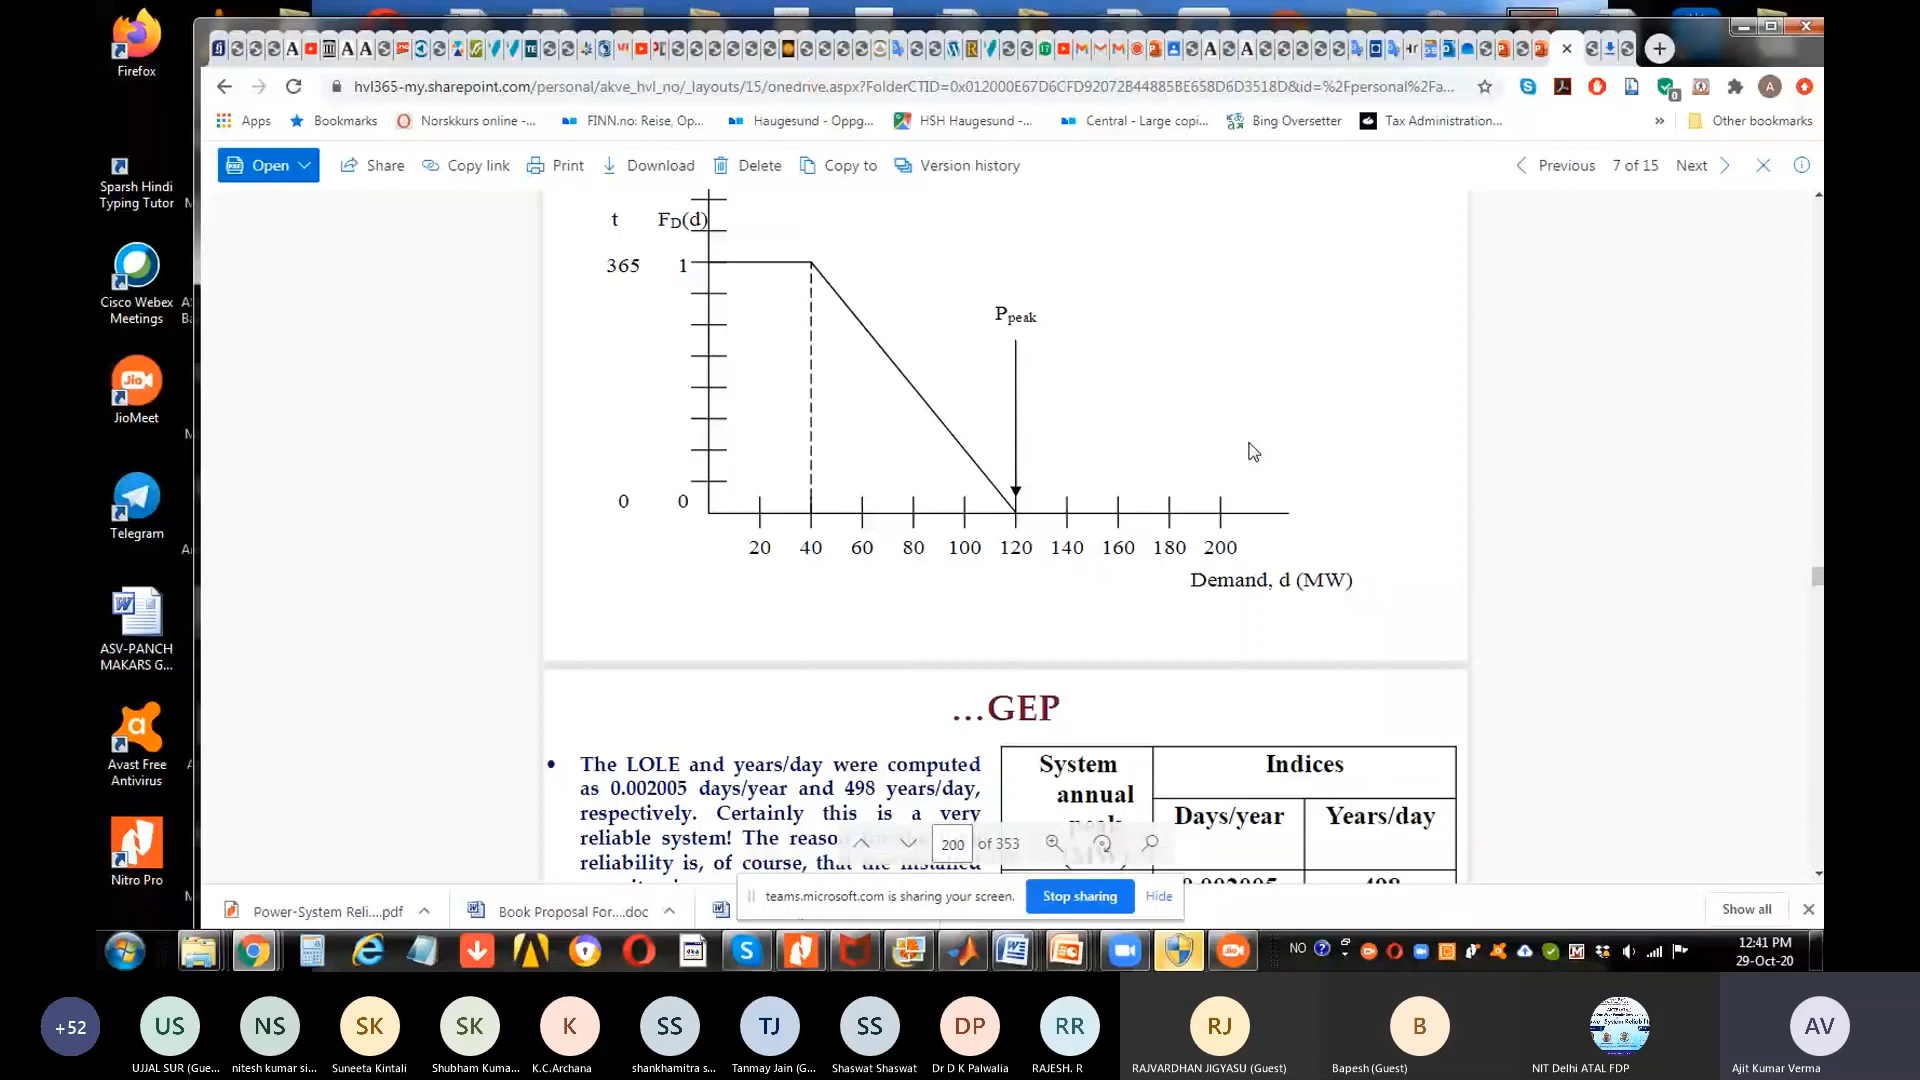 Firefox
Sparsh Hindi
Typing Tutor
Cisco Webex
Meetings
JioMeet
Telegram
ASV-PANCH
MAKARS G...
Avast Free
Antivirus
Nitro Pro
hvl365-my.sharepoint.com/personal/akve_hvl_no/_layouts/15/onedrive.aspx?FolderCTID=0x012000E67D6CFD92072B44885BE658D6D3518D&id=%2Fpersonal%2Fa...
Apps
Bookmarks
Norskkurs online -...
FINN.no: Reise, Op...
Haugesund - Oppg...
HSH Haugesund -...
Central - Large copi...
Bing Oversetter
Tax Administration...
»
Other bookmarks
Open
Share
Copy link
Print
Download
Delete
Copy to
Version history
Previous
7 of 15
Next
t FD(d)
365 1
Ppeak
0 0
20 40 60 80 100 120 140 160 180 200
Demand, d (MW)
...GEP
• The LOLE and years/day were computed
as 0.002005 days/year and 498 years/day,
respectively. Certainly this is a very
reliable system! The reason
reliability is, of course, that the installed
System
annual
Indices
Days/year
Years/day
0.002005
498
200 of 353
teams.microsoft.com is sharing your screen.
Stop sharing
Hide
Power-System Reli....pdf
Book Proposal For....doc
Show all
NO
12:41 PM
29-Oct-20
+52
US
UJJAL SUR (Gue...
NS
nitesh kumar si...
SK
Suneeta Kintali
SK
Shubham Kuma...
K
K.C.Archana
SS
shankhamitra s...
TJ
Tanmay Jain (G...
SS
Shaswat Shaswat
DP
Dr D K Palwalia
RR
RAJESH. R
RJ
RAJVARDHAN JIGYASU (Guest)
B
Bapesh (Guest)
NIT Delhi ATAL FDP
AV
Ajit Kumar Verma